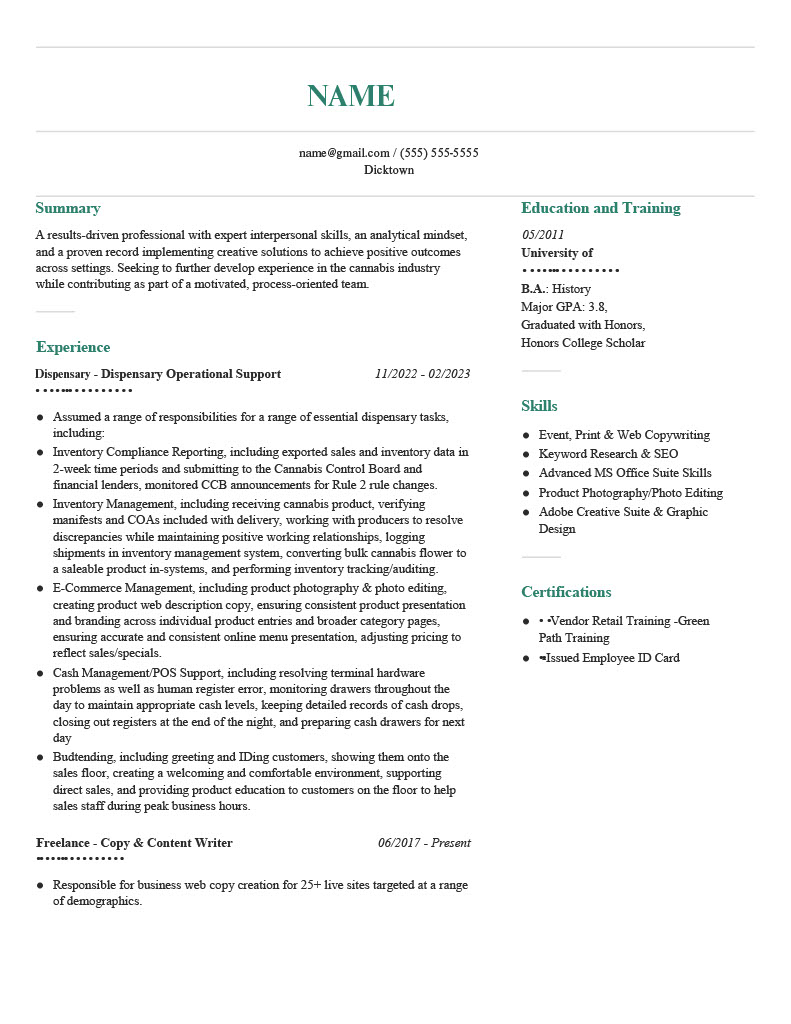 NAME
name@gmail.com / (555) 555-5555
Dicktown
Summary
A results-driven professional with expert interpersonal skills, an analytical mindset,
and a proven record implementing creative solutions to achieve positive outcomes
across settings. Seeking to further develop experience in the cannabis industry
while contributing as part of a motivated, process-oriented team.
Experience
Dispensary - Dispensary Operational Support 11/2022 - 02/2023
● Assumed a range of responsibilities for a range of essential dispensary tasks,
including:
● Inventory Compliance Reporting, including exported sales and inventory data in
2-week time periods and submitting to the Cannabis Control Board and
financial lenders, monitored CCB announcements for Rule 2 rule changes.
● Inventory Management, including receiving cannabis product, verifying
manifests and COAs included with delivery, working with producers to resolve
discrepancies while maintaining positive working relationships, logging
shipments in inventory management system, converting bulk cannabis flower to
a saleable product in-systems, and performing inventory tracking/auditing.
● E-Commerce Management, including product photography & photo editing,
creating product web description copy, ensuring consistent product presentation
and branding across individual product entries and broader category pages,
ensuring accurate and consistent online menu presentation, adjusting pricing to
reflect sales/specials.
● Cash Management/POS Support, including resolving terminal hardware
problems as well as human register error, monitoring drawers throughout the
day to maintain appropriate cash levels, keeping detailed records of cash drops,
closing out registers at the end of the night, and preparing cash drawers for next
day
● Budtending, including greeting and IDing customers, showing them onto the
sales floor, creating a welcoming and comfortable environment, supporting
direct sales, and providing product education to customers on the floor to help
sales staff during peak business hours.
Freelance - Copy & Content Writer 06/2017 - Present
● Responsible for business web copy creation for 25+ live sites targeted at a range
of demographics.
Education and Training
05/2011
University of
B.A.: History
Major GPA: 3.8,
Graduated with Honors,
Honors College Scholar
Skills
● Event, Print & Web Copywriting
● Keyword Research & SEO
● Advanced MS Office Suite Skills
● Product Photography/Photo Editing
● Adobe Creative Suite & Graphic
Design
Certifications
● • •Vendor Retail Training -Green
Path Training
● ••Issued Employee ID Card